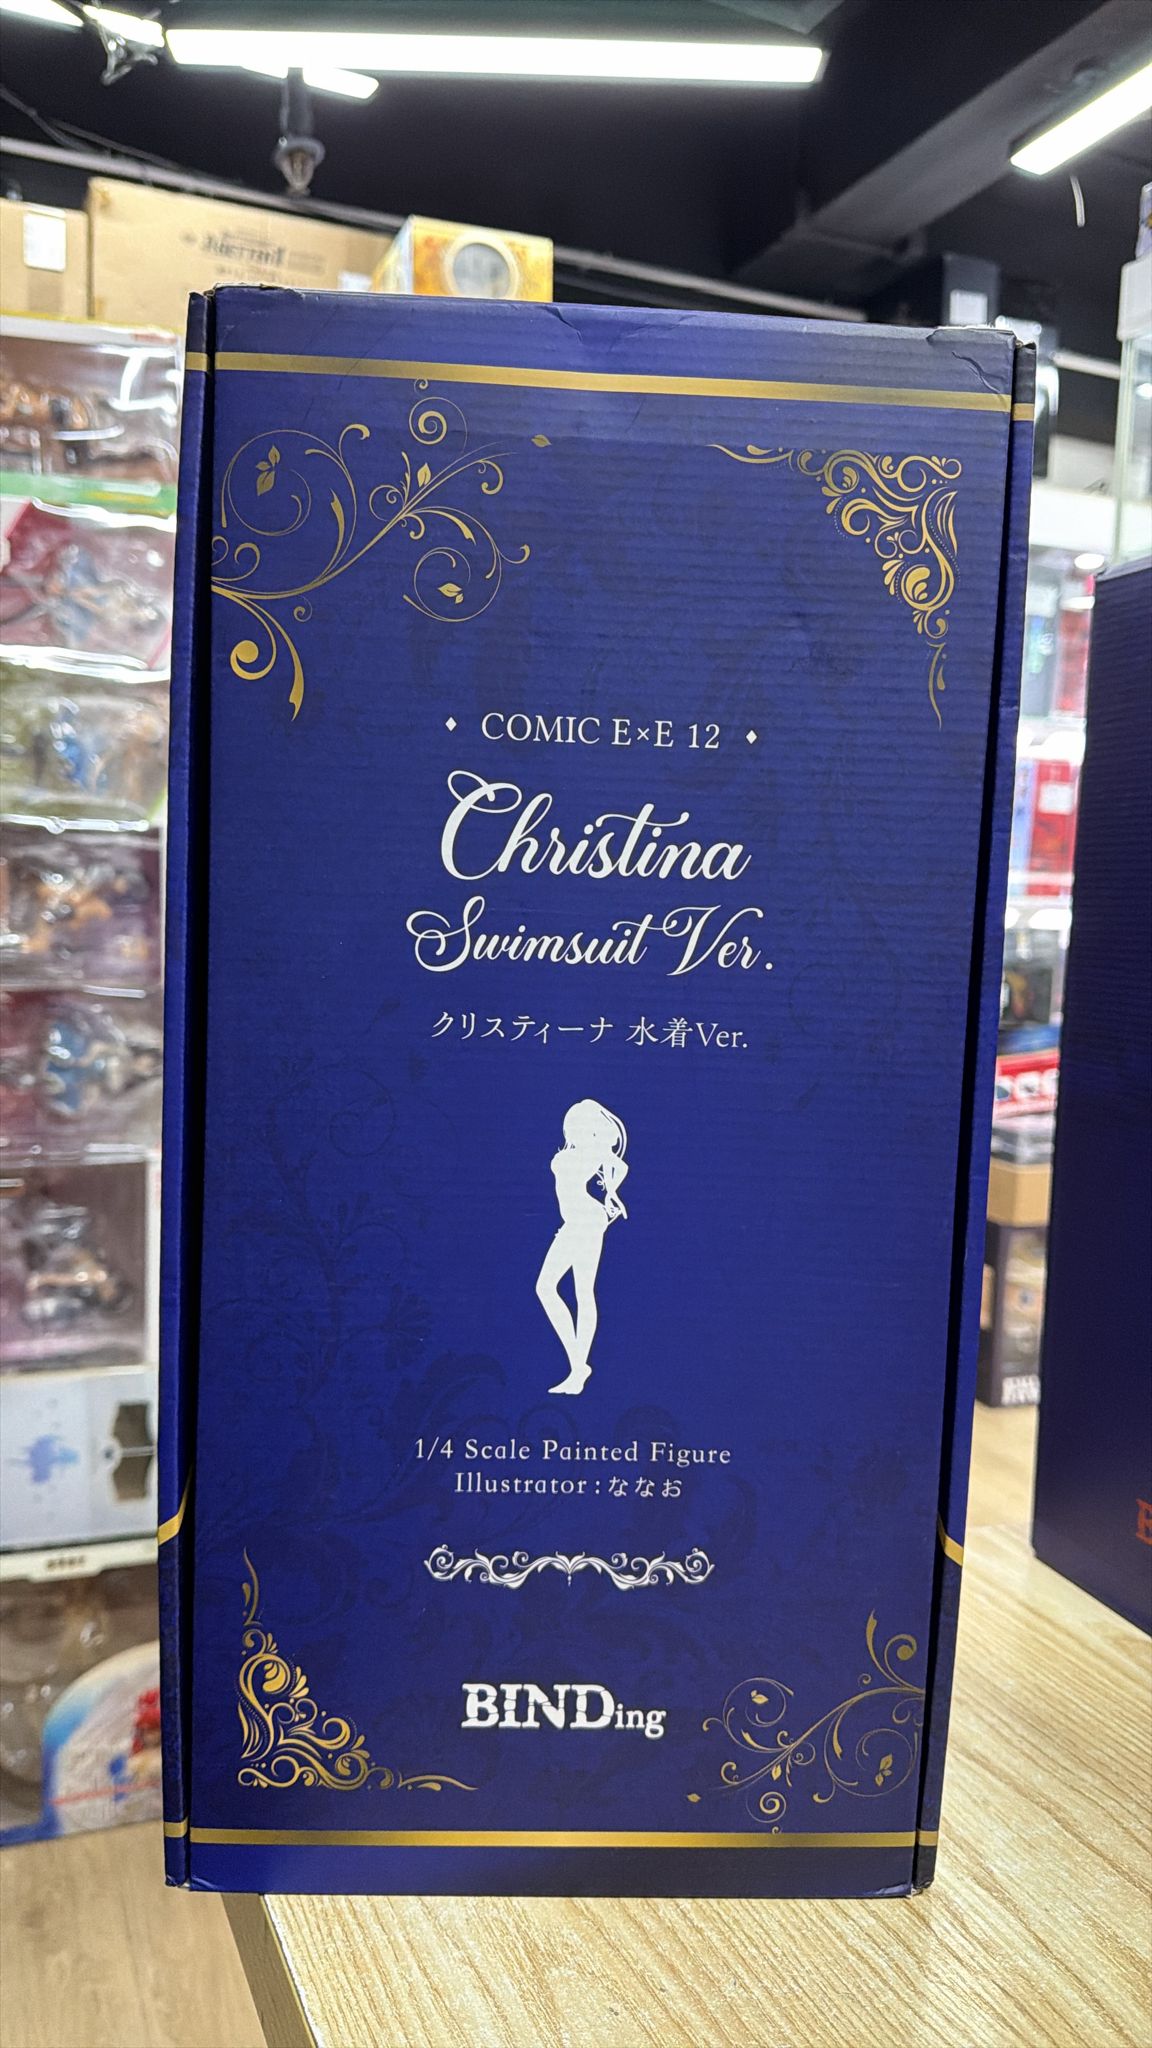 COMIC E×E 12
Christina
Swimsuit Ver.
クリスティーナ 水着Ver.
1/4 Scale Painted Figure
Illustrator : ななお
BINDing